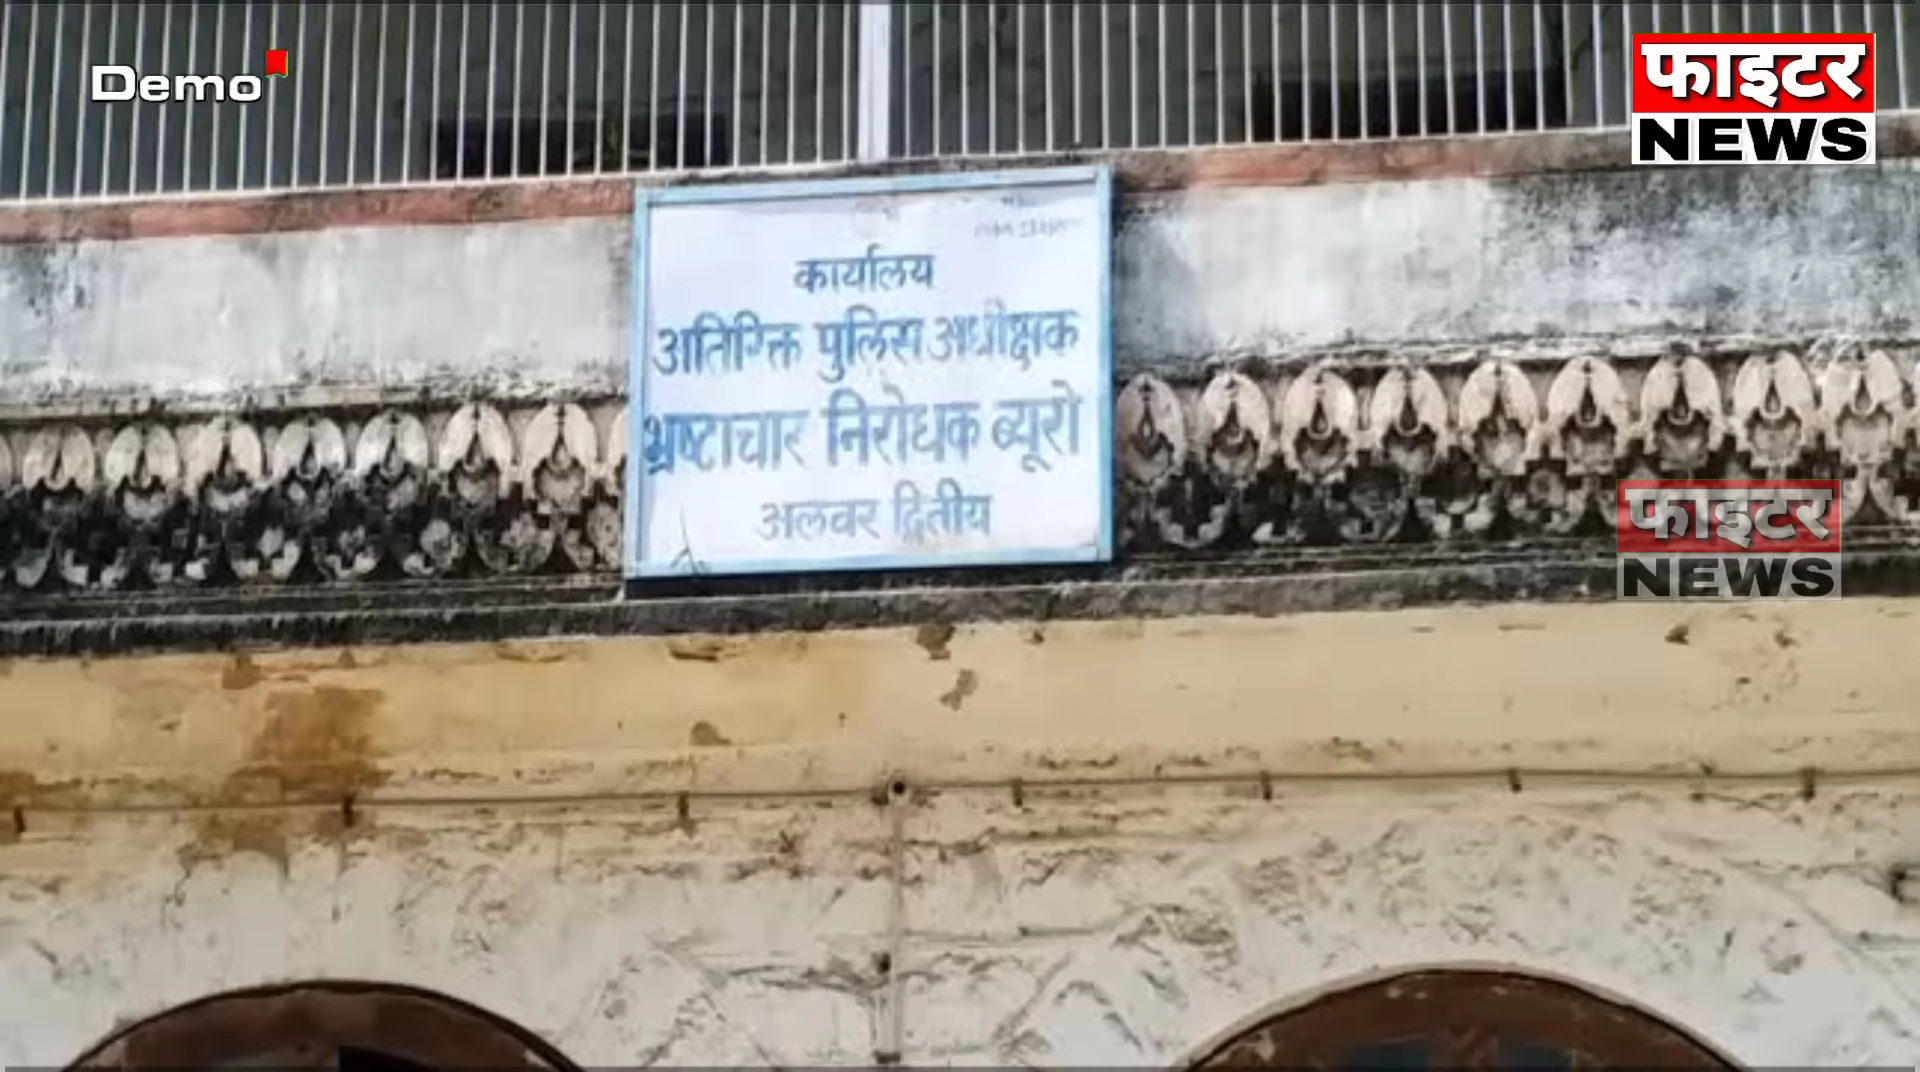 Demo
फाइटर
NEWS
कार्यालय
अतिरिक्त पुलिस अधीक्षक
भ्रष्टाचार निरोधक ब्यूरो
अलवर द्वितीय
फाइटर
NEWS